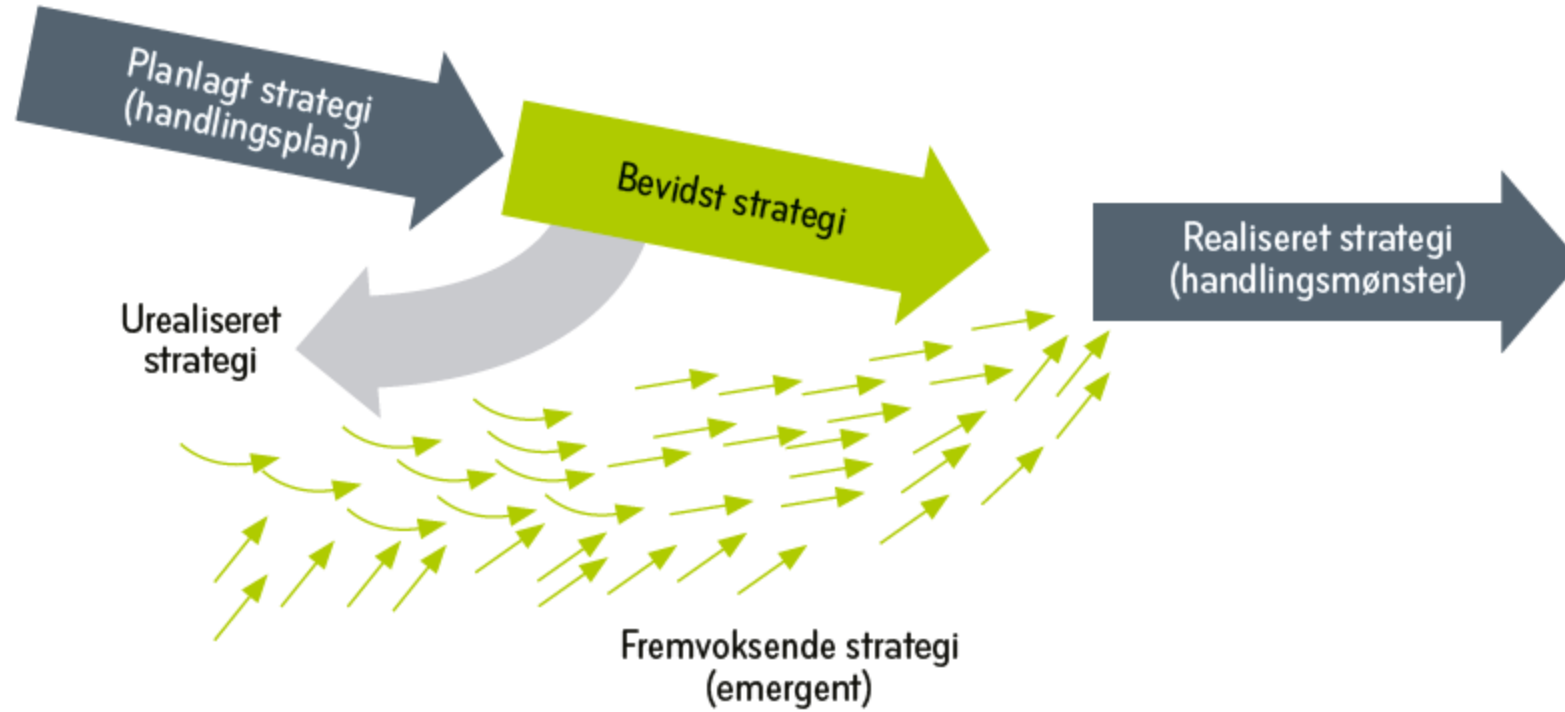 Planlagt strategi
(handlingsplan)
Bevidst strategi
Realiseret strategi
(handlingsmønster)
Urealiseret
strategi
Fremvoksende strategi
(emergent)